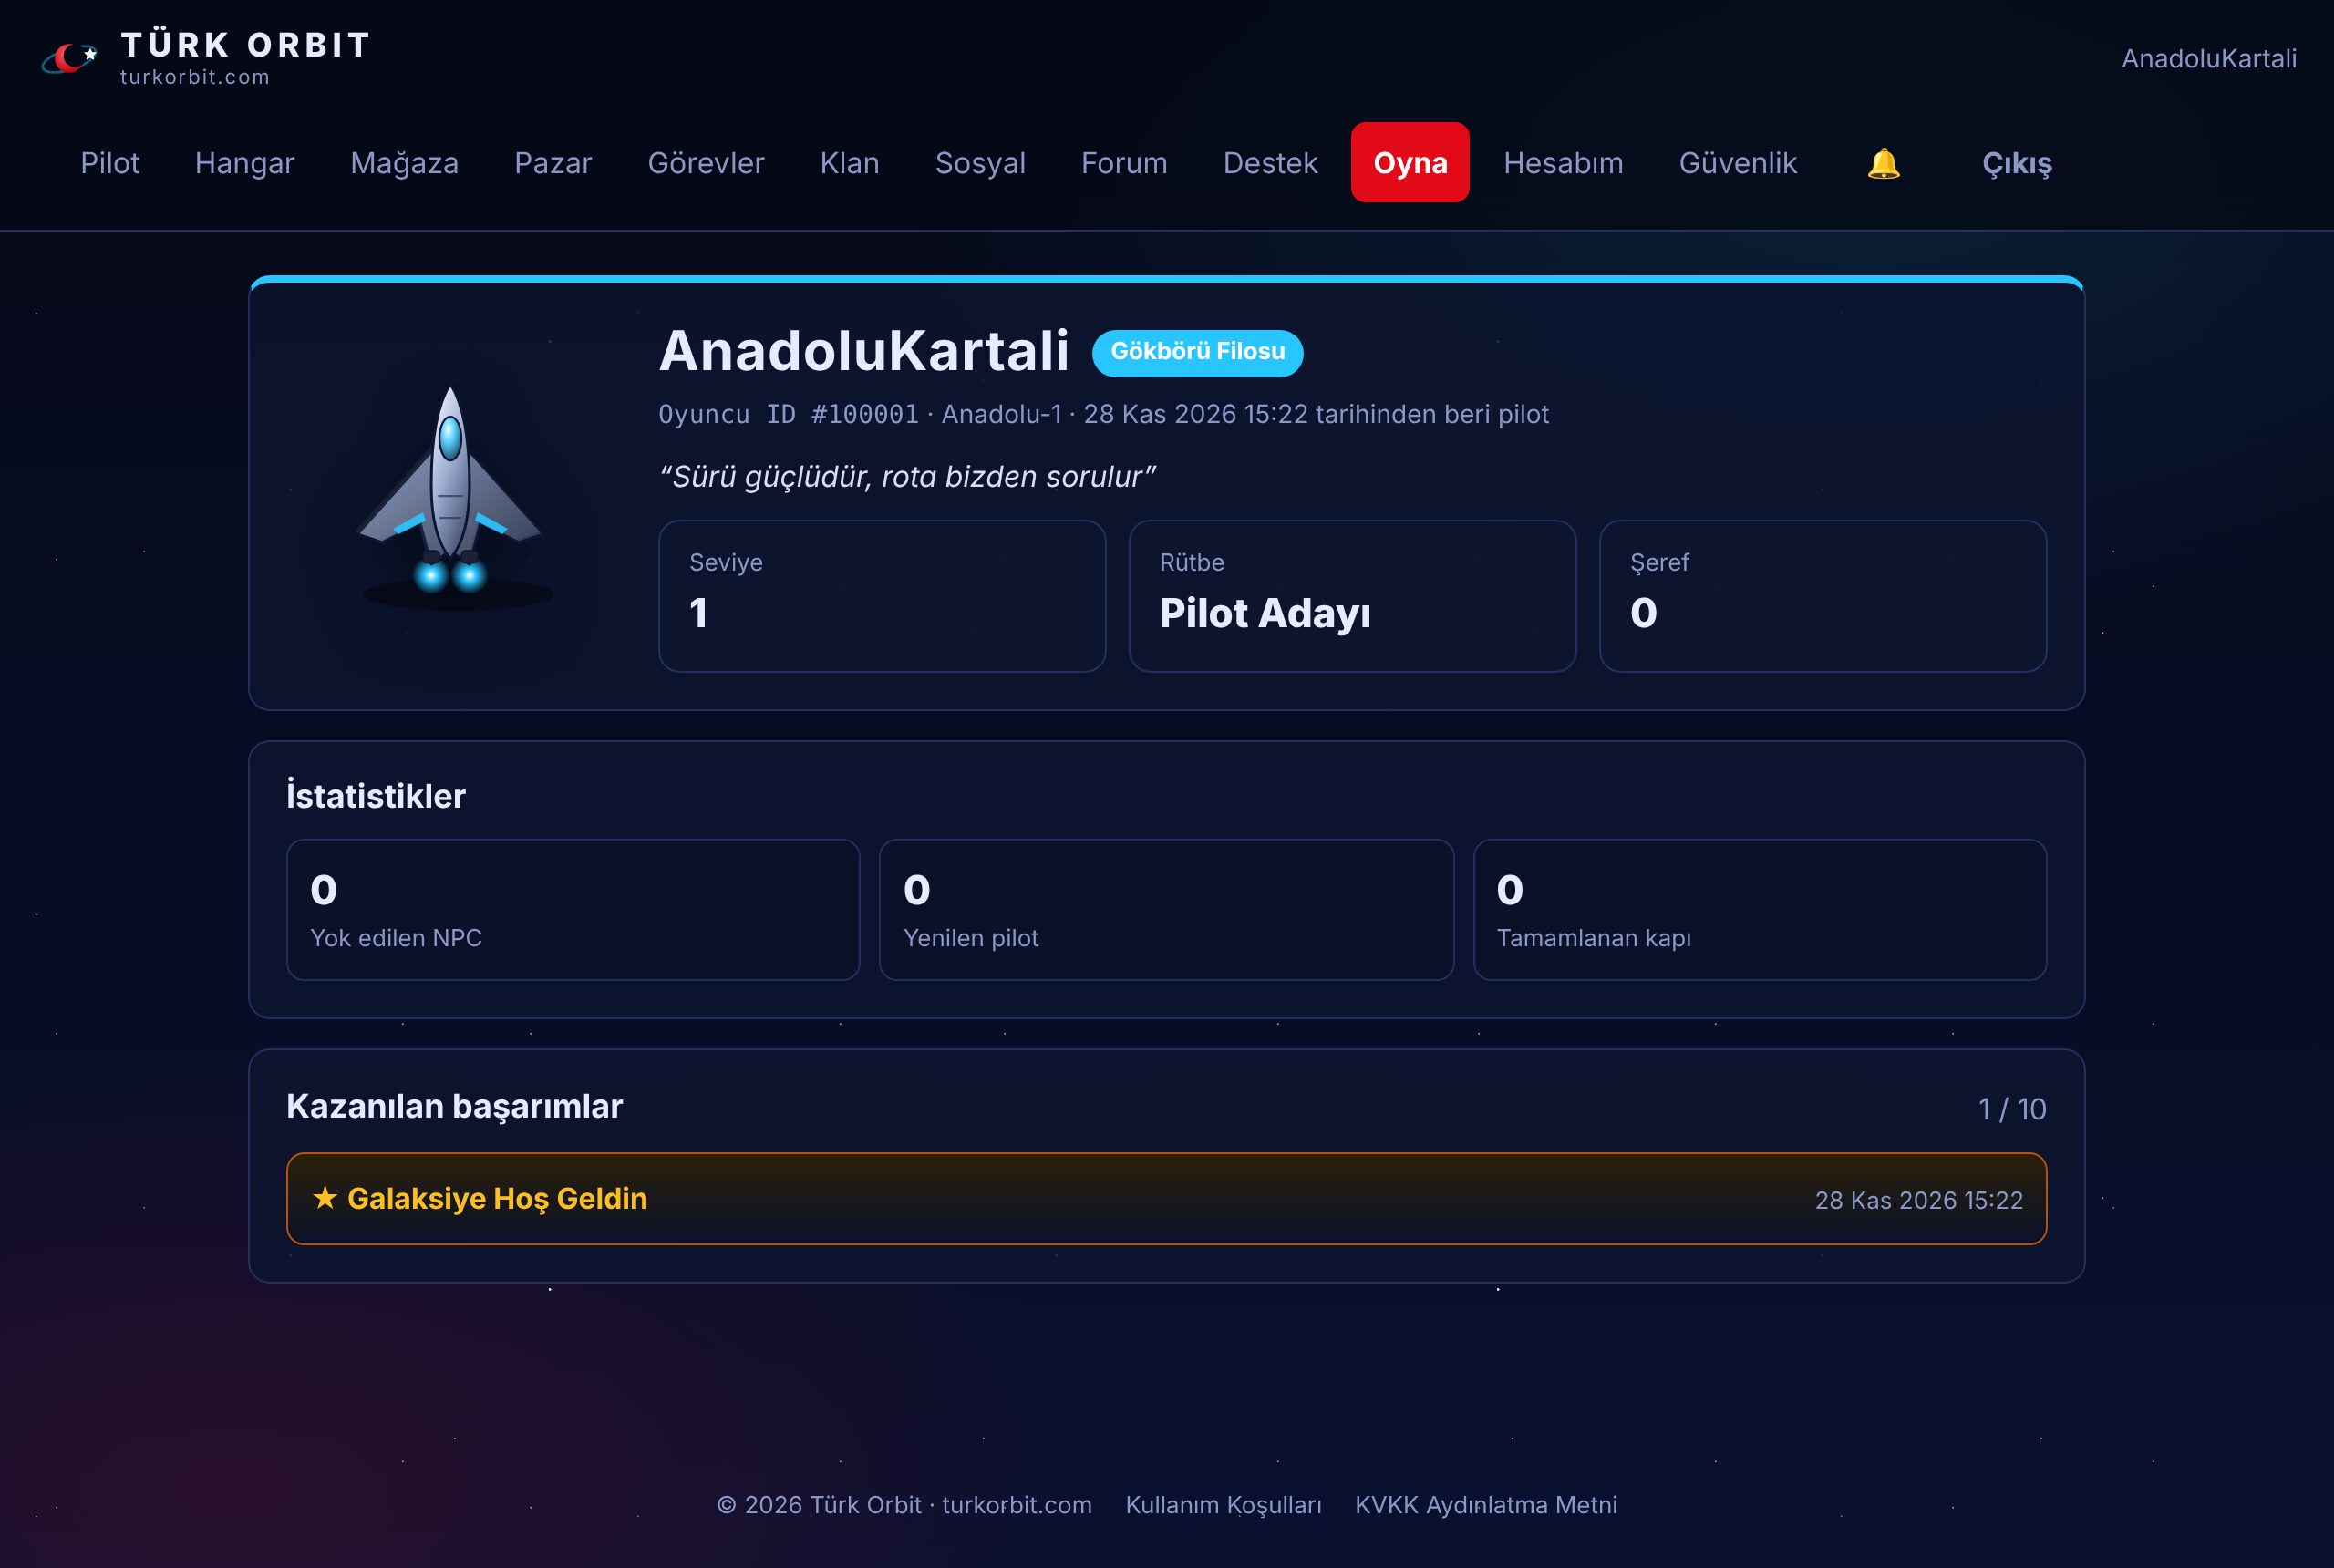 TÜRK ORBIT
turkorbit.com
AnadoluKartali
Pilot Hangar Mağaza Pazar Görevler Klan Sosyal Forum Destek Oyna Hesabım Güvenlik 🔔 Çıkış
AnadoluKartali Gökbörü Filosu
Oyuncu ID #100001 · Anadolu-1 · 28 Kas 2026 15:22 tarihinden beri pilot
“Sürü güçlüdür, rota bizden sorulur”
Seviye Rütbe Şeref
1 Pilot Adayı 0
İstatistikler
0 0 0
Yok edilen NPC Yenilen pilot Tamamlanan kapı
Kazanılan başarımlar 1 / 10
★ Galaksiye Hoş Geldin 28 Kas 2026 15:22
© 2026 Türk Orbit · turkorbit.com Kullanım Koşulları KVKK Aydınlatma Metni